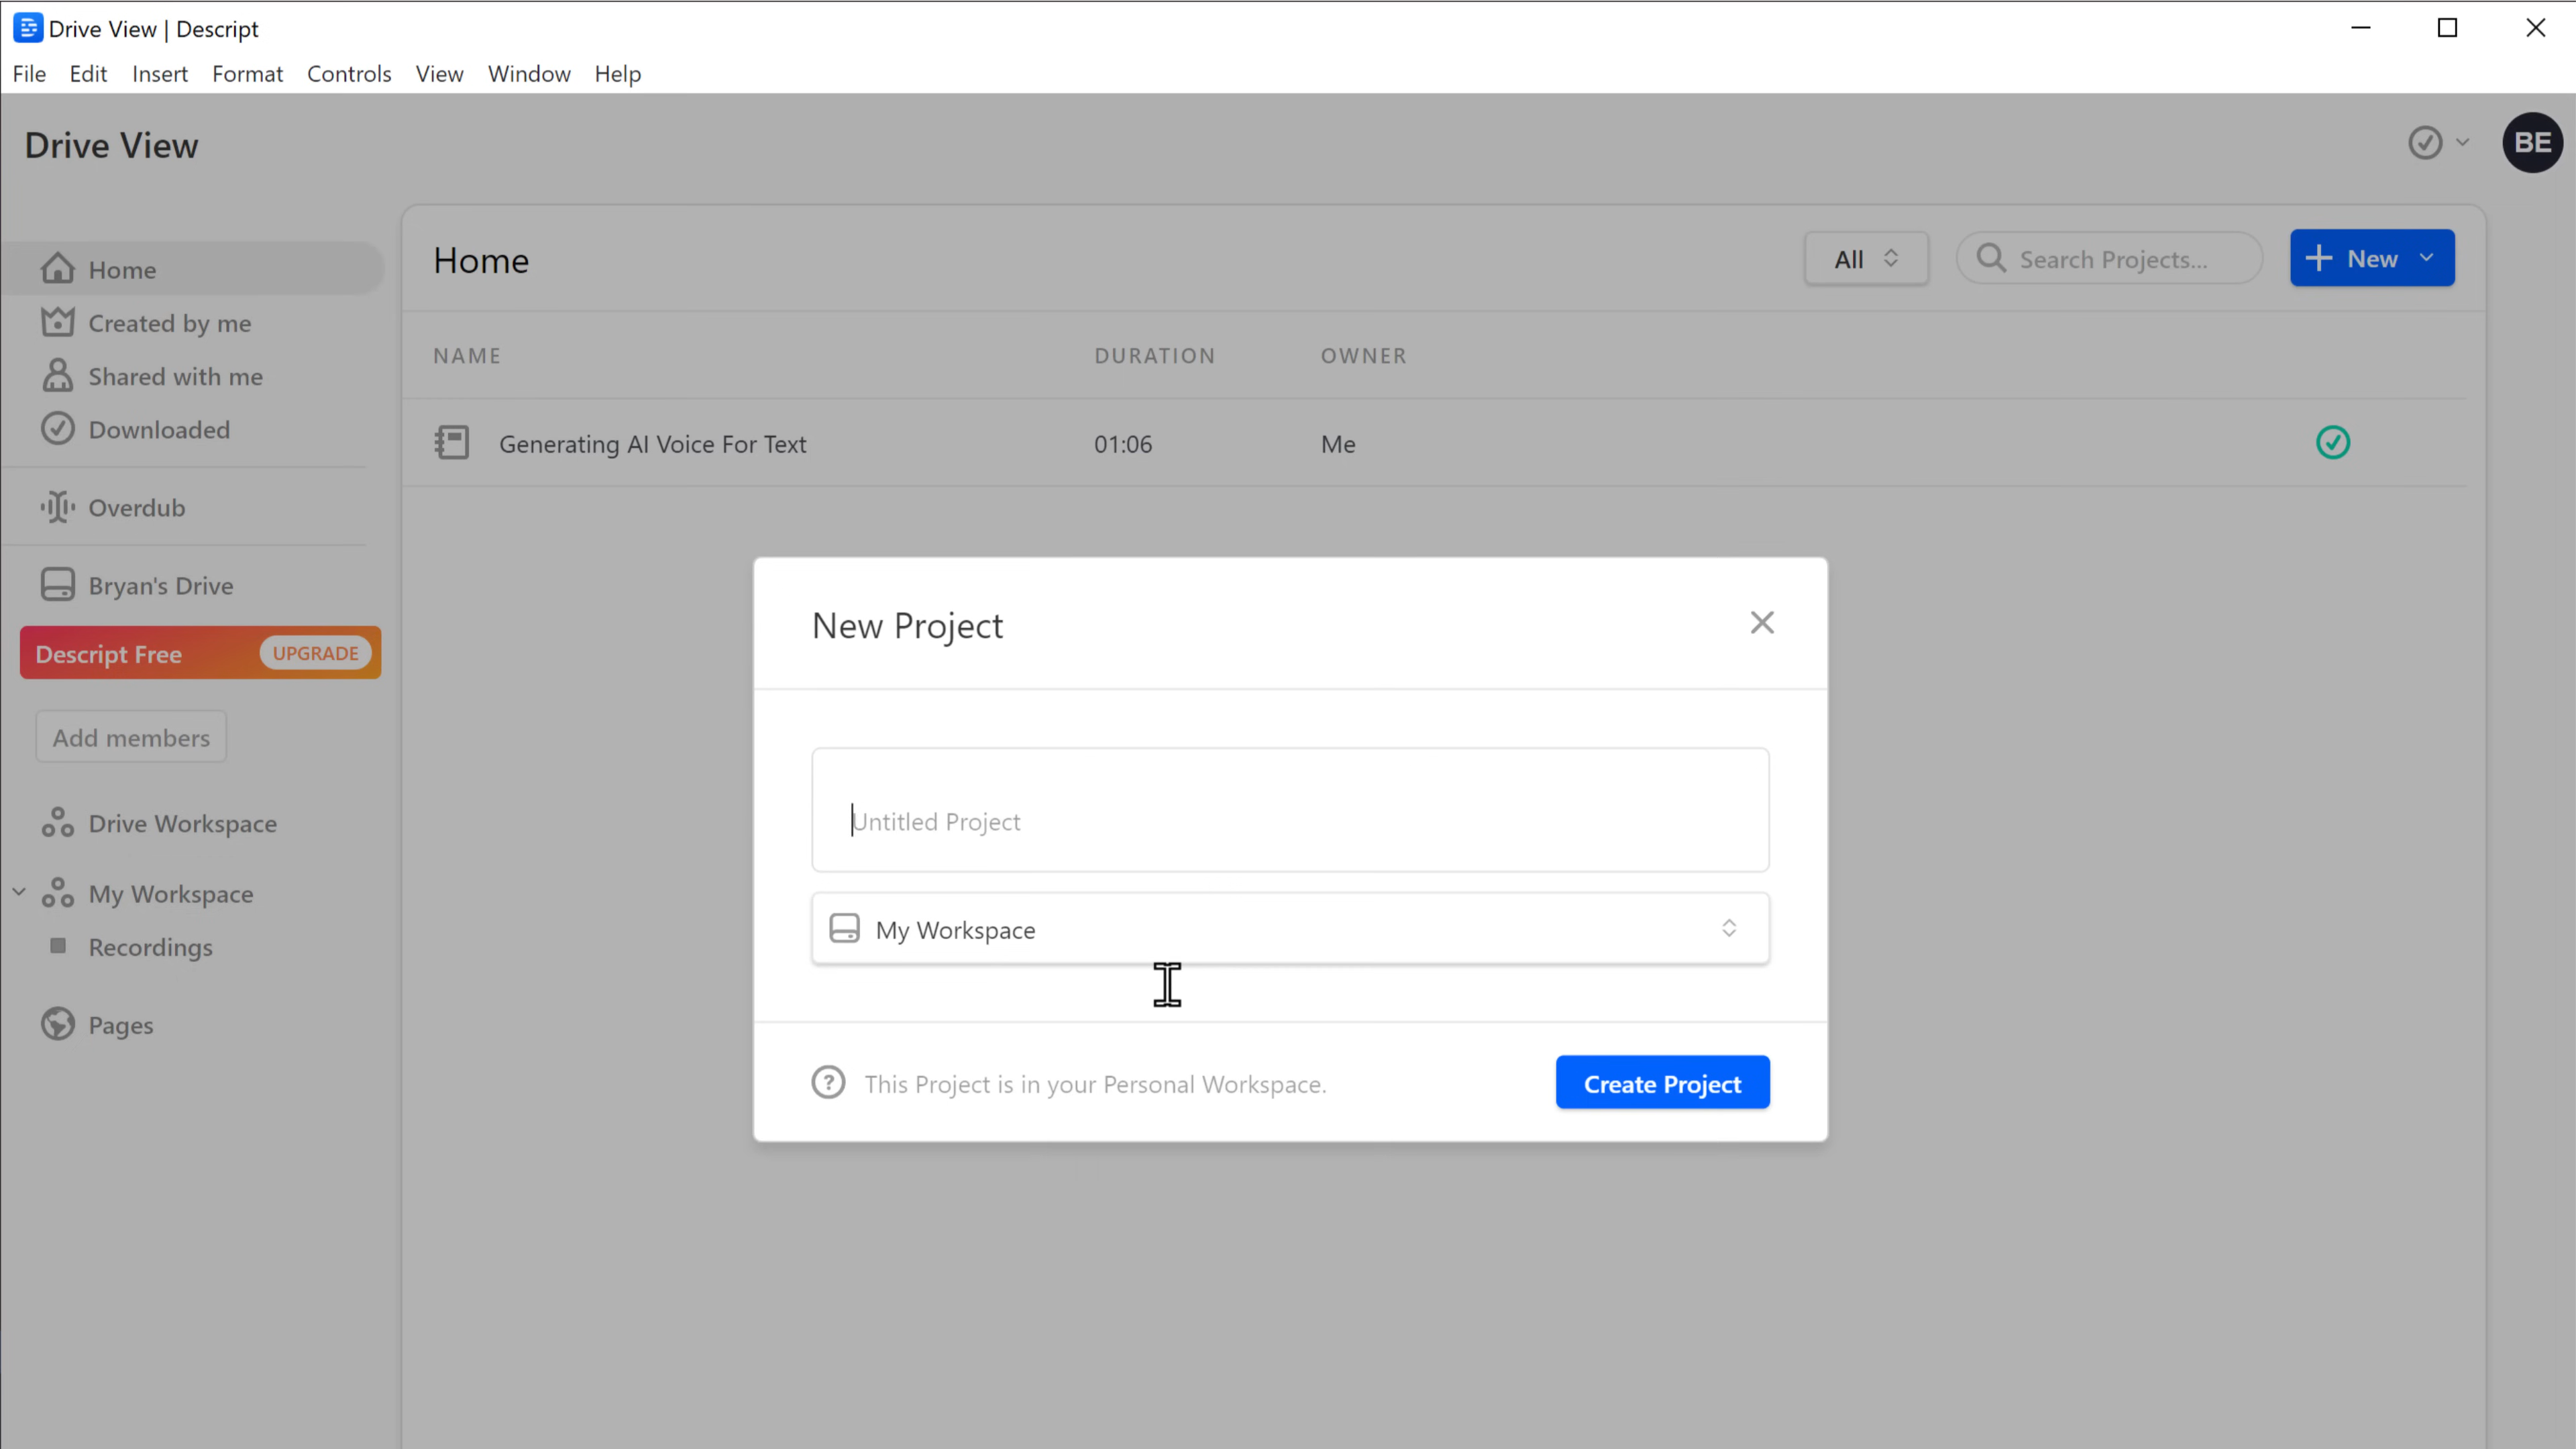 Drive View | Descript
File Edit Insert Format Controls View Window Help
Drive View
BE
Home
Created by me
Shared with me
Downloaded
Overdub
Bryan's Drive
Descript Free UPGRADE
Add members
Drive Workspace
My Workspace
Recordings
Pages
Home
All
Search Projects...
New
NAME DURATION OWNER
Generating AI Voice For Text 01:06 Me
New Project
Untitled Project
My Workspace
This Project is in your Personal Workspace.
Create Project